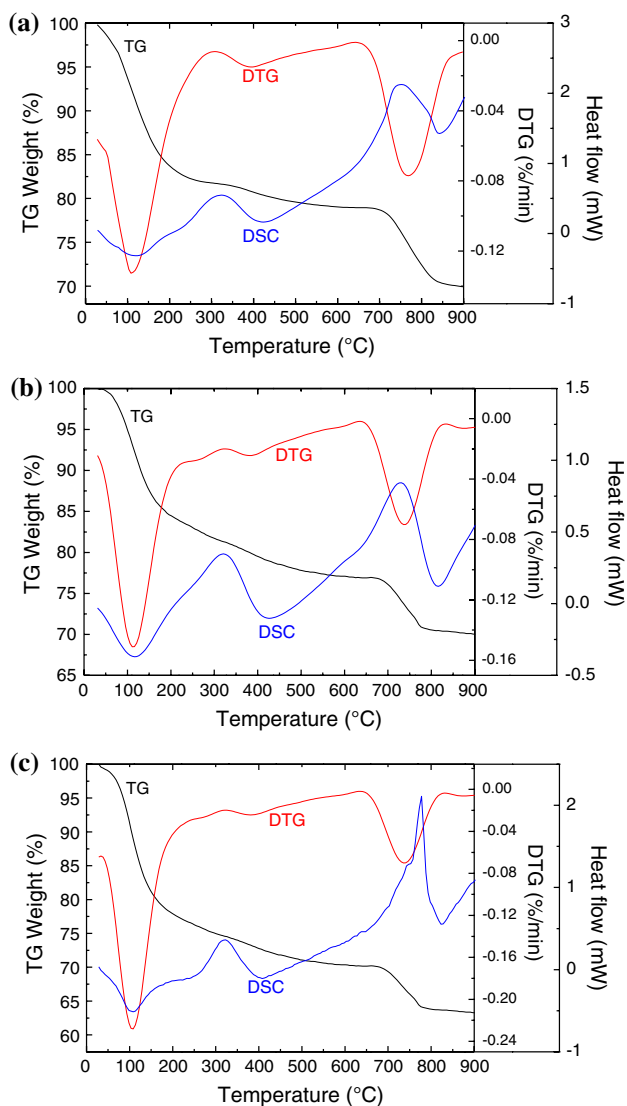 (a)
100
95
90
85
80
75
70
TG Weight (%)
TG
DTG
DSC
0.00
-0.04
-0.08
-0.12
DTG (%/min)
3
2
1
0
-1
Heat flow (mW)
0 100 200 300 400 500 600 700 800 900
Temperature (°C)
(b)
100
95
90
85
80
75
70
65
TG Weight (%)
TG
DTG
DSC
0.00
-0.04
-0.08
-0.12
-0.16
DTG (%/min)
1.5
1.0
0.5
0.0
-0.5
Heat flow (mW)
0 100 200 300 400 500 600 700 800 900
Temperature (°C)
(c)
100
95
90
85
80
75
70
65
60
TG Weight (%)
TG
DTG
DSC
0.00
-0.04
-0.08
-0.12
-0.16
-0.20
-0.24
DTG (%/min)
2
1
0
-1
Heat flow (mW)
0 100 200 300 400 500 600 700 800 900
Temperature (°C)